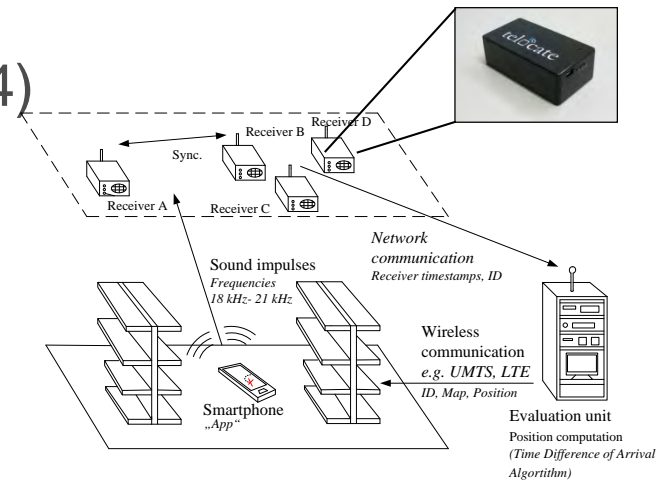 4)
telocate
Receiver D
Receiver B
Sync.
Receiver A
Receiver C
Network
communication
Receiver timestamps, ID
Sound impulses
Frequencies
18 kHz- 21 kHz
Wireless
communication
e.g. UMTS, LTE
ID, Map, Position
Smartphone
„App“
Evaluation unit
Position computation
(Time Difference of Arrival
Algortithm)